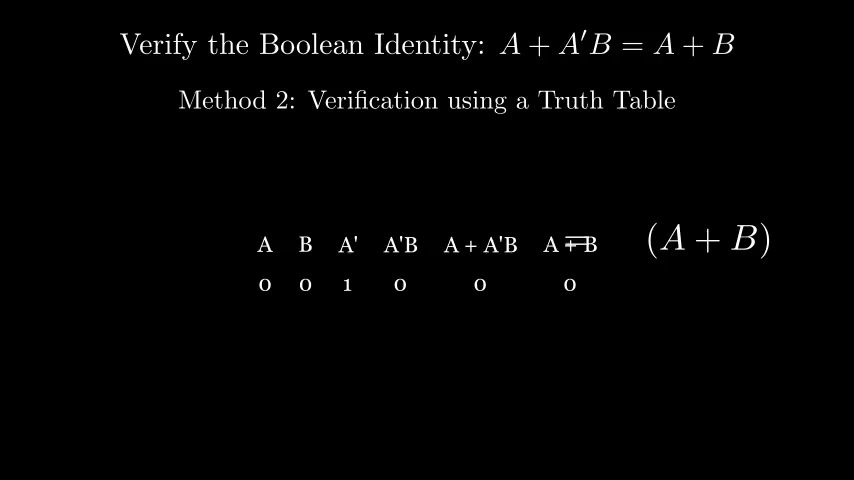 Verify the Boolean Identity: A + A′B = A + B
Method 2: Verification using a Truth Table
A B A' A'B A + A'B A + B = (A + B)
0 0 1 0 0 0